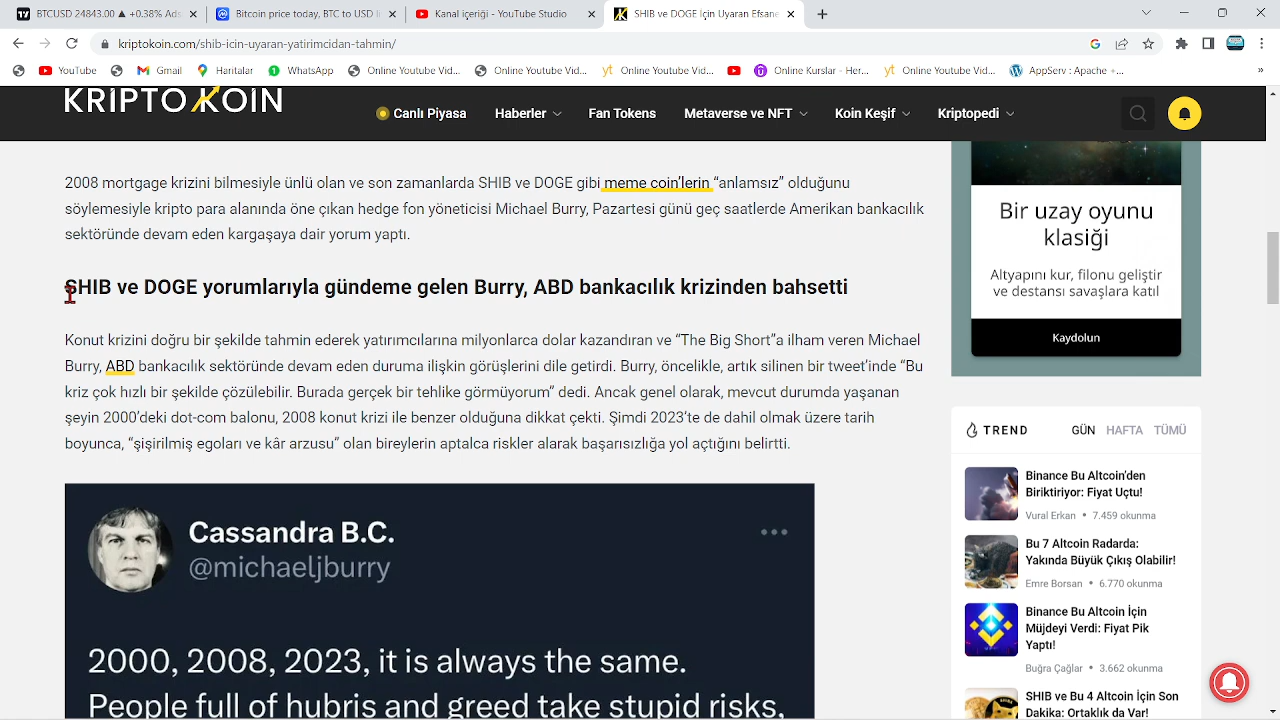 BTCUSD 24843.00 ▲ +0.38% Ads
Bitcoin price today, BTC to USD li
Kanal içeriği - YouTube Studio
SHIB ve DOGE İçin Uyaran Efsane
kriptokoin.com/shib-icin-uyaran-yatirimcidan-tahmin/
YouTube
Gmail
Haritalar
WhatsApp
Online Youtube Vid...
Online Youtube Vid...
Online Youtube Vid...
Online Kurslar - Her...
Online Youtube Vid...
AppServ : Apache +...
KRIPTOKOIN
Canlı Piyasa
Haberler
Fan Tokens
Metaverse ve NFT
Koin Keşif
Kriptopedi
2008 mortgage krizini bilmesiyle ünlü olan ve son zamanlarda SHIB ve DOGE gibi meme coin’lerin “anlamsız” olduğunu
söylemesiyle kripto para alanında öne çıkan hedge fon yöneticisi Michael Burry, Pazartesi günü geç saatlerde Amerikan bankacılık
sektöründe devam eden kargaşaya dair yorum yaptı.
SHIB ve DOGE yorumlarıyla gündeme gelen Burry, ABD bankacılık krizinden bahsetti
Konut krizini doğru bir şekilde tahmin ederek yatırımcılarına milyonlarca dolar kazandıran ve “The Big Short”a ilham veren Michael
Burry, ABD bankacılık sektöründe devam eden duruma ilişkin görüşlerini dile getirdi. Burry, öncelikle, artık silinen bir tweet’inde “Bu
kriz çok hızlı bir şekilde çözülebilir. Burada gerçek bir tehlike görmüyorum” dedi. Ancak genel olarak, mevcut durumda yaşanan
şeyin 2000’deki dot-com balonu, 2008 konut krizi ile benzer olduğuna dikkat çekti. Şimdi 2023’te de dahil olmak üzere tarih
boyunca, “şişirilmiş egoları ve kâr arzusu” olan bireylerin aptalca riskler alarak başarısızlığa yol açtığını belirtti.
Cassandra B.C.
@michaeljburry
2000, 2008, 2023, it is always the same.
People full of hubris and greed take stupid risks,
Bir uzay oyunu
klasiği
Altyapını kur, filonu geliştir
ve destansı savaşlara katıl
Kaydolun
TREND
GÜN HAFTA TÜMÜ
Binance Bu Altcoin’den
Biriktiriyor: Fiyat Uçtu!
Vural Erkan • 7.459 okunma
Bu 7 Altcoin Radarda:
Yakında Büyük Çıkış Olabilir!
Emre Borsan • 6.770 okunma
Binance Bu Altcoin İçin
Müjdeyi Verdi: Fiyat Pik
Yaptı!
Buğra Çağlar • 3.662 okunma
SHIB ve Bu 4 Altcoin İçin Son
Dakika: Ortaklık da Var!